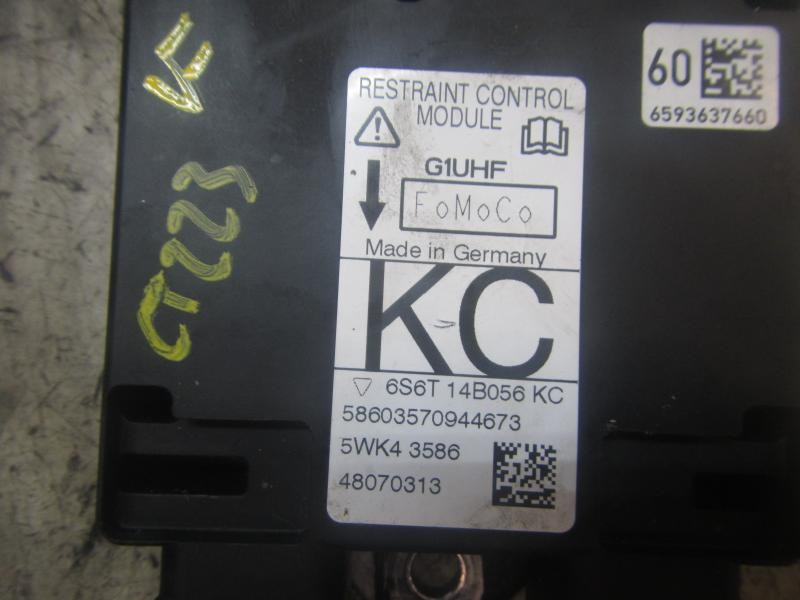 RESTRAINT CONTROL
MODULE
G1UHF
FoMoCo
Made in Germany
KC
6S6T 14B056 KC
58603570944673
5WK4 3586
48070313
60
6593637660